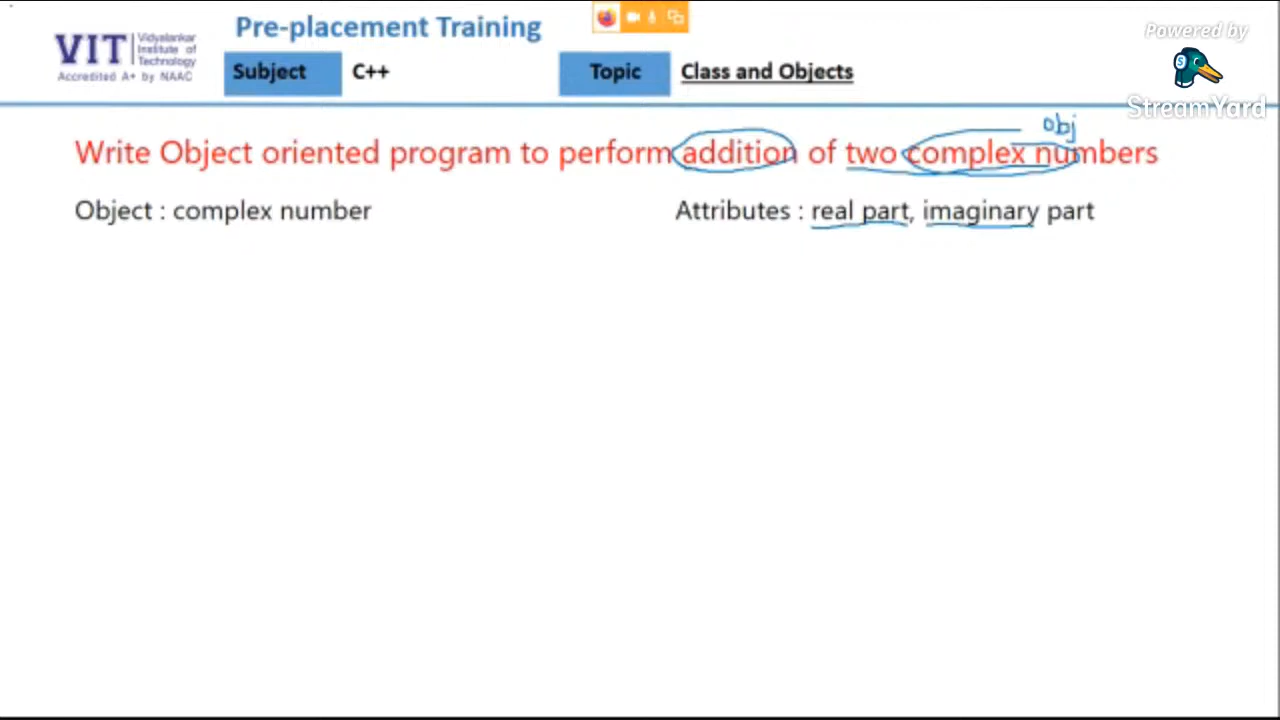 Pre-placement Training
VIT Vidyalankar Institute of Technology
Accredited A+ by NAAC
Subject C++ Topic Class and Objects
Powered by
StreamYard
obj
Write Object oriented program to perform addition of two complex numbers
Object : complex number Attributes : real part, imaginary part